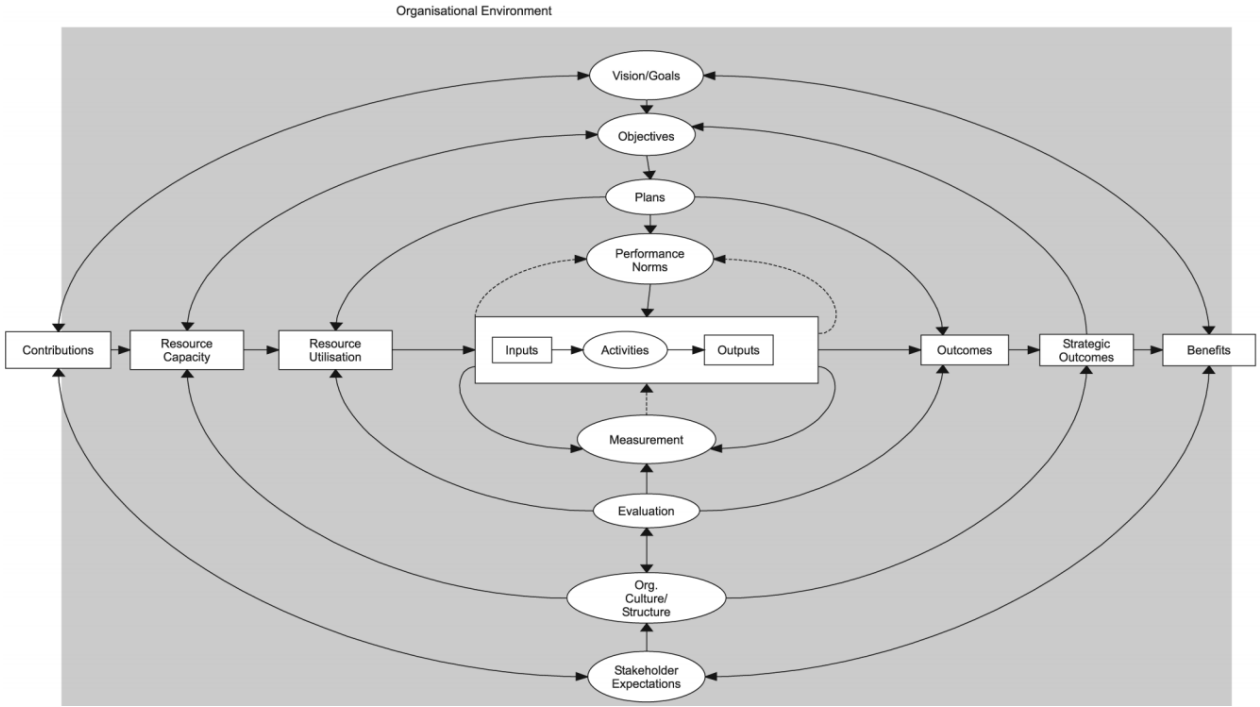 Organisational Environment
Vision/Goals
Objectives
Plans
Performance
Norms
Contributions
Resource
Capacity
Resource
Utilisation
Inputs
Activities
Outputs
Outcomes
Strategic
Outcomes
Benefits
Measurement
Evaluation
Org.
Culture/
Structure
Stakeholder
Expectations